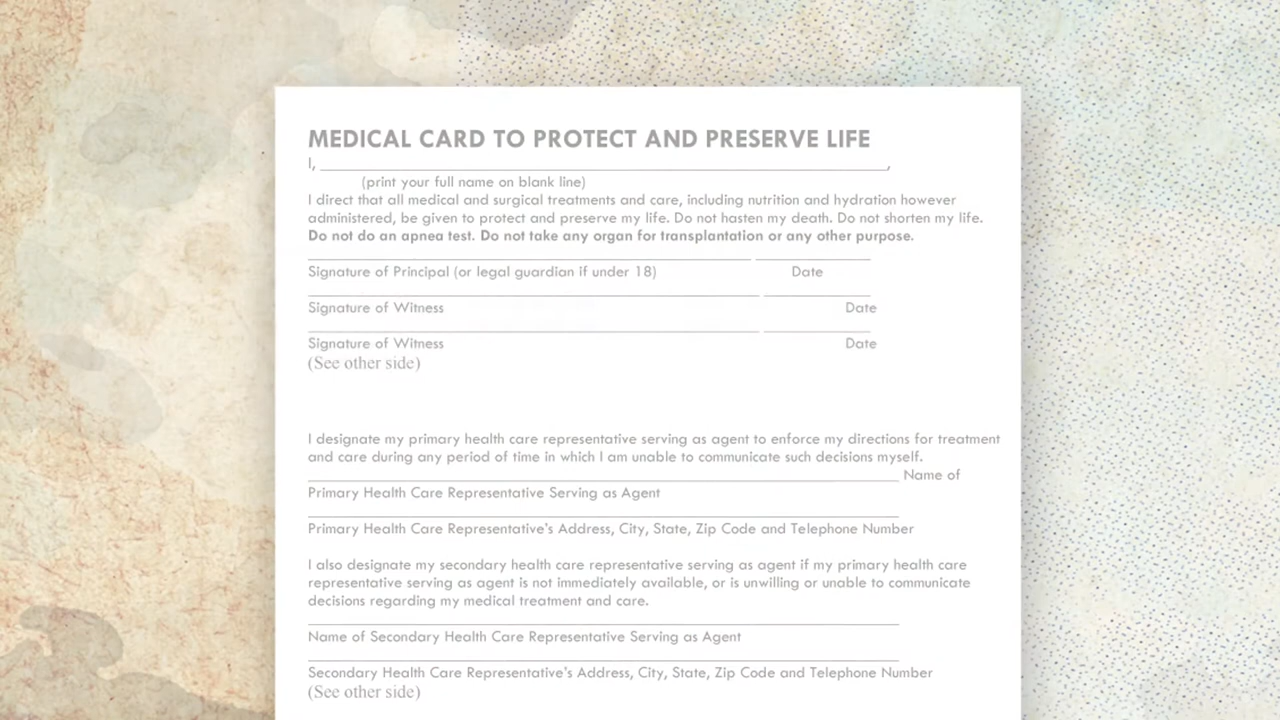 MEDICAL CARD TO PROTECT AND PRESERVE LIFE
I, ,
(print your full name on blank line)
I direct that all medical and surgical treatments and care, including nutrition and hydration however
administered, be given to protect and preserve my life. Do not hasten my death. Do not shorten my life.
Do not do an apnea test. Do not take any organ for transplantation or any other purpose.
Signature of Principal (or legal guardian if under 18) Date
Signature of Witness Date
Signature of Witness Date
(See other side)
I designate my primary health care representative serving as agent to enforce my directions for treatment
and care during any period of time in which I am unable to communicate such decisions myself.
Name of
Primary Health Care Representative Serving as Agent
Primary Health Care Representative's Address, City, State, Zip Code and Telephone Number
I also designate my secondary health care representative serving as agent if my primary health care
representative serving as agent is not immediately available, or is unwilling or unable to communicate
decisions regarding my medical treatment and care.
Name of Secondary Health Care Representative Serving as Agent
Secondary Health Care Representative's Address, City, State, Zip Code and Telephone Number
(See other side)